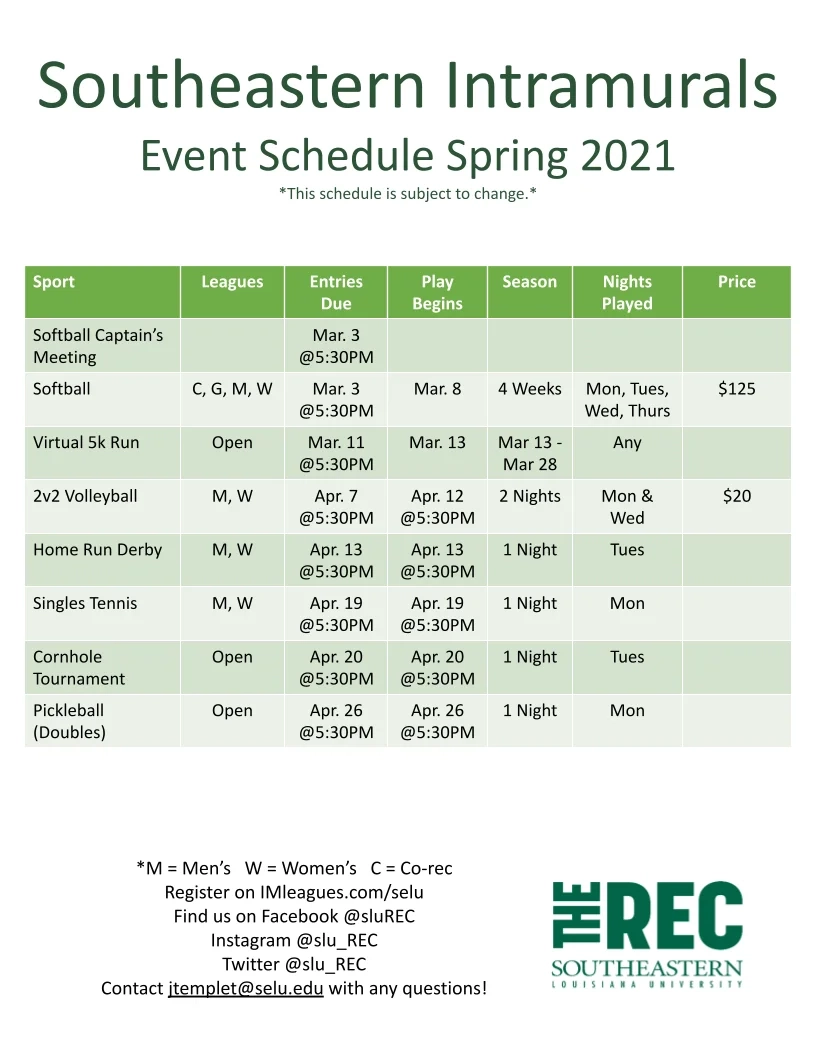 Southeastern Intramurals
Event Schedule Spring 2021
*This schedule is subject to change.*
Sport Leagues Entries Due Play Begins Season Nights Played Price
Softball Captain’s Meeting Mar. 3 @5:30PM
Softball C, G, M, W Mar. 3 @5:30PM Mar. 8 4 Weeks Mon, Tues, Wed, Thurs $125
Virtual 5k Run Open Mar. 11 @5:30PM Mar. 13 Mar 13 - Mar 28 Any
2v2 Volleyball M, W Apr. 7 @5:30PM Apr. 12 @5:30PM 2 Nights Mon & Wed $20
Home Run Derby M, W Apr. 13 @5:30PM Apr. 13 @5:30PM 1 Night Tues
Singles Tennis M, W Apr. 19 @5:30PM Apr. 19 @5:30PM 1 Night Mon
Cornhole Tournament Open Apr. 20 @5:30PM Apr. 20 @5:30PM 1 Night Tues
Pickleball (Doubles) Open Apr. 26 @5:30PM Apr. 26 @5:30PM 1 Night Mon
*M = Men’s W = Women’s C = Co-rec
Register on IMleagues.com/selu
Find us on Facebook @sluREC
Instagram @slu_REC
Twitter @slu_REC
Contact jtemplet@selu.edu with any questions!
THE REC
SOUTHEASTERN
LOUISIANA UNIVERSITY